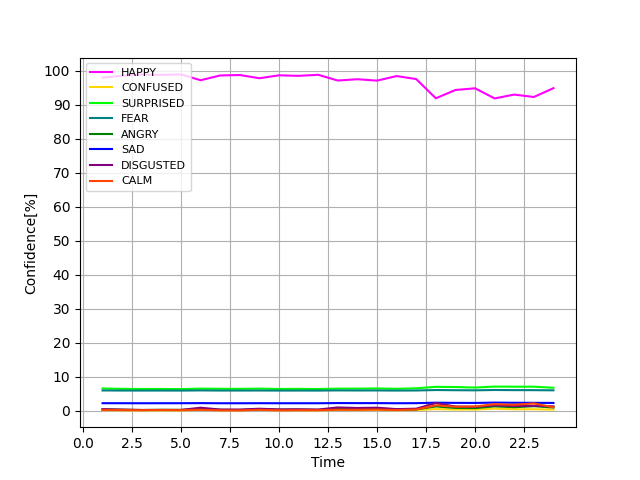 100
90
80
70
60
50
40
30
20
10
0
Confidence[%]
HAPPY
CONFUSED
SURPRISED
FEAR
ANGRY
SAD
DISGUSTED
CALM
0.0 2.5 5.0 7.5 10.0 12.5 15.0 17.5 20.0 22.5
Time